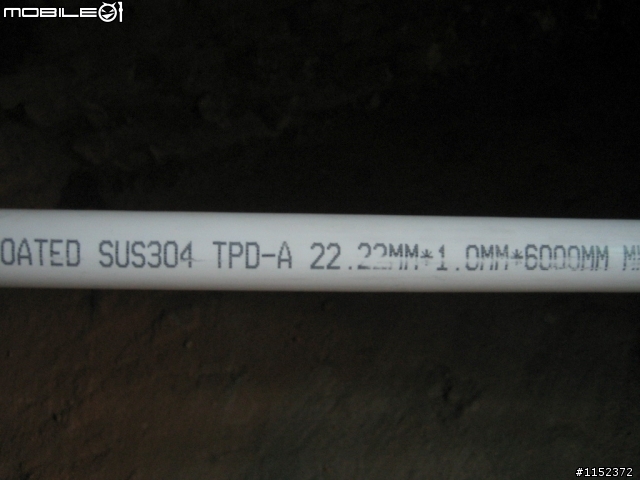 MOBILE01
OATED SUS304 TPD-A 22.22MM*1.0MM*6000MM M
#1152372